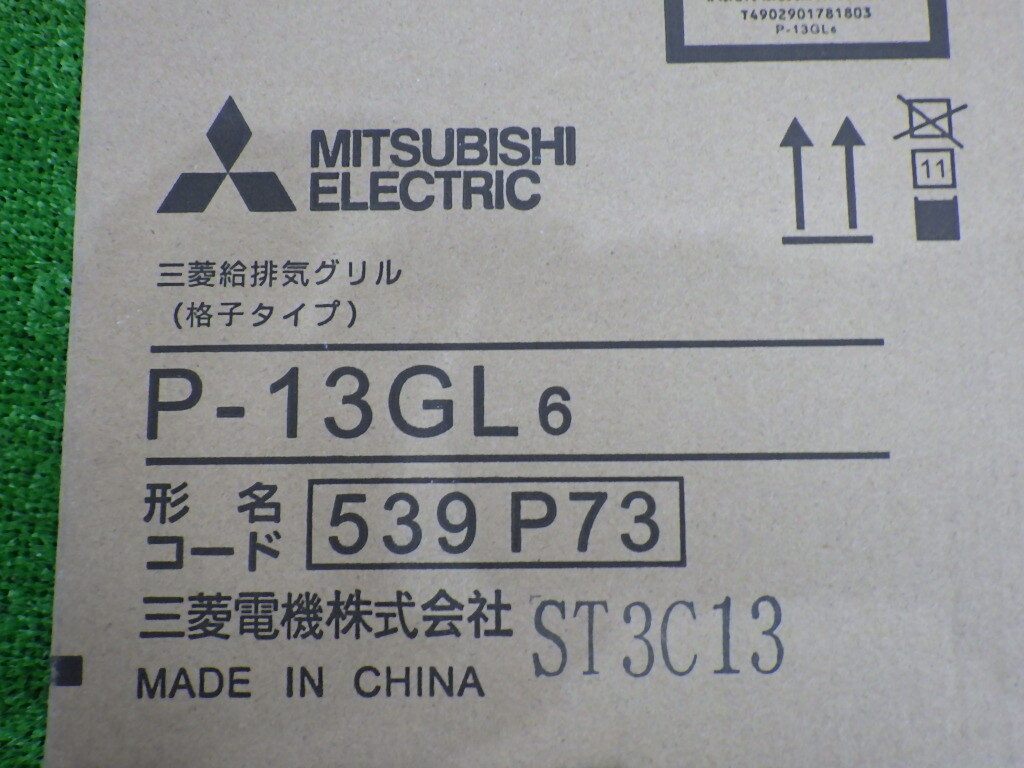 T4902901781803
P-13GL6
MITSUBISHI
ELECTRIC
11
三菱給排気グリル
(格子タイプ)
P-13GL6
形名
コード 539 P73
三菱電機株式会社
ST3C13
MADE IN CHINA